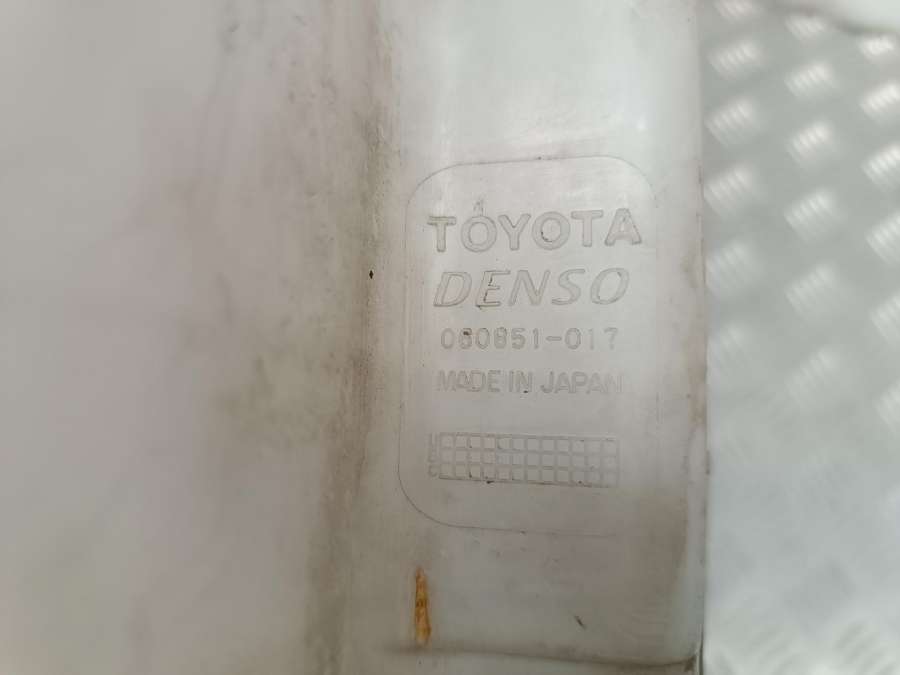 TOYOTA
DENSO
060851-017
MADE IN JAPAN